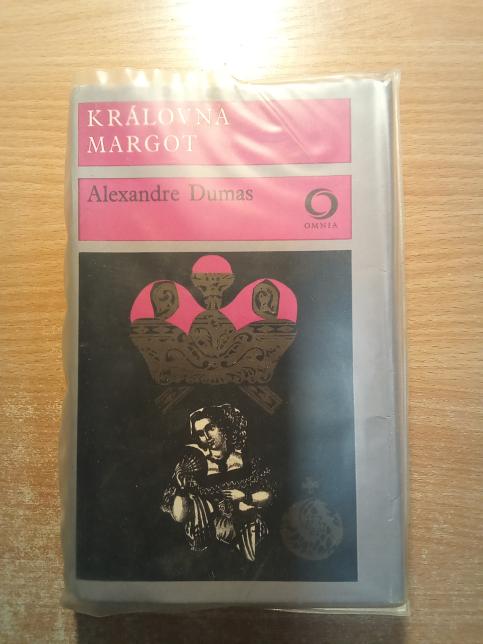 KRÁLOVNA
MARGOT
Alexandre Dumas
OMNIA